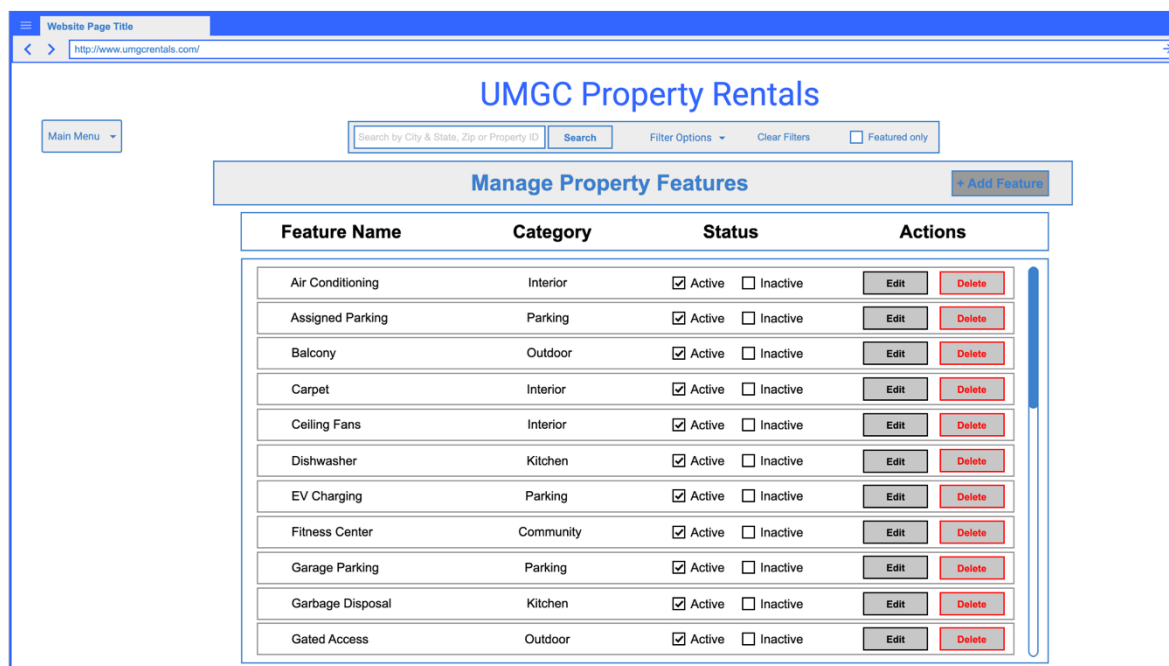 Website Page Title
http://www.umgcrentals.com/
UMGC Property Rentals
Main Menu
Search by City & State, Zip or Property ID Search Filter Options Clear Filters Featured only
Manage Property Features + Add Feature
Feature Name Category Status Actions
Air Conditioning Interior Active Inactive Edit Delete
Assigned Parking Parking Active Inactive Edit Delete
Balcony Outdoor Active Inactive Edit Delete
Carpet Interior Active Inactive Edit Delete
Ceiling Fans Interior Active Inactive Edit Delete
Dishwasher Kitchen Active Inactive Edit Delete
EV Charging Parking Active Inactive Edit Delete
Fitness Center Community Active Inactive Edit Delete
Garage Parking Parking Active Inactive Edit Delete
Garbage Disposal Kitchen Active Inactive Edit Delete
Gated Access Outdoor Active Inactive Edit Delete